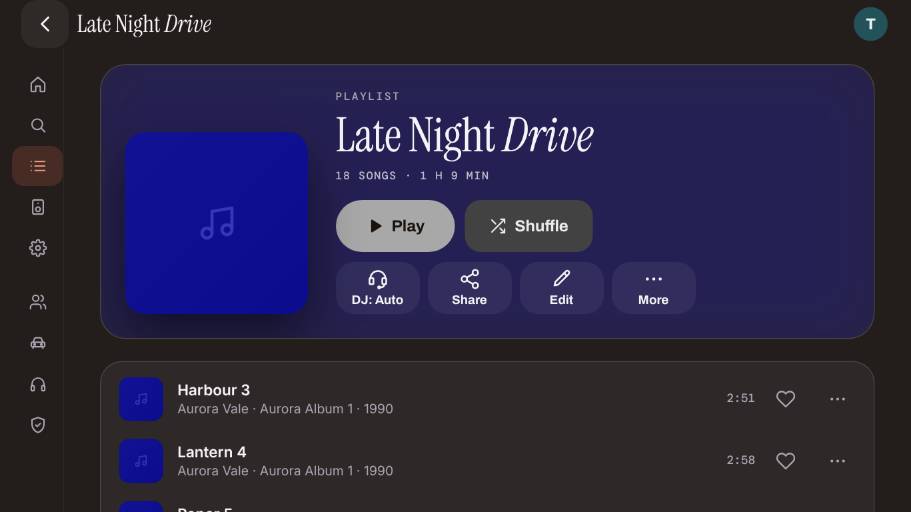 Late Night Drive
T
PLAYLIST
Late Night Drive
18 SONGS · 1 H 9 MIN
Play
Shuffle
DJ: Auto
Share
Edit
More
Harbour 3
Aurora Vale · Aurora Album 1 · 1990
2:51
Lantern 4
Aurora Vale · Aurora Album 1 · 1990
2:58